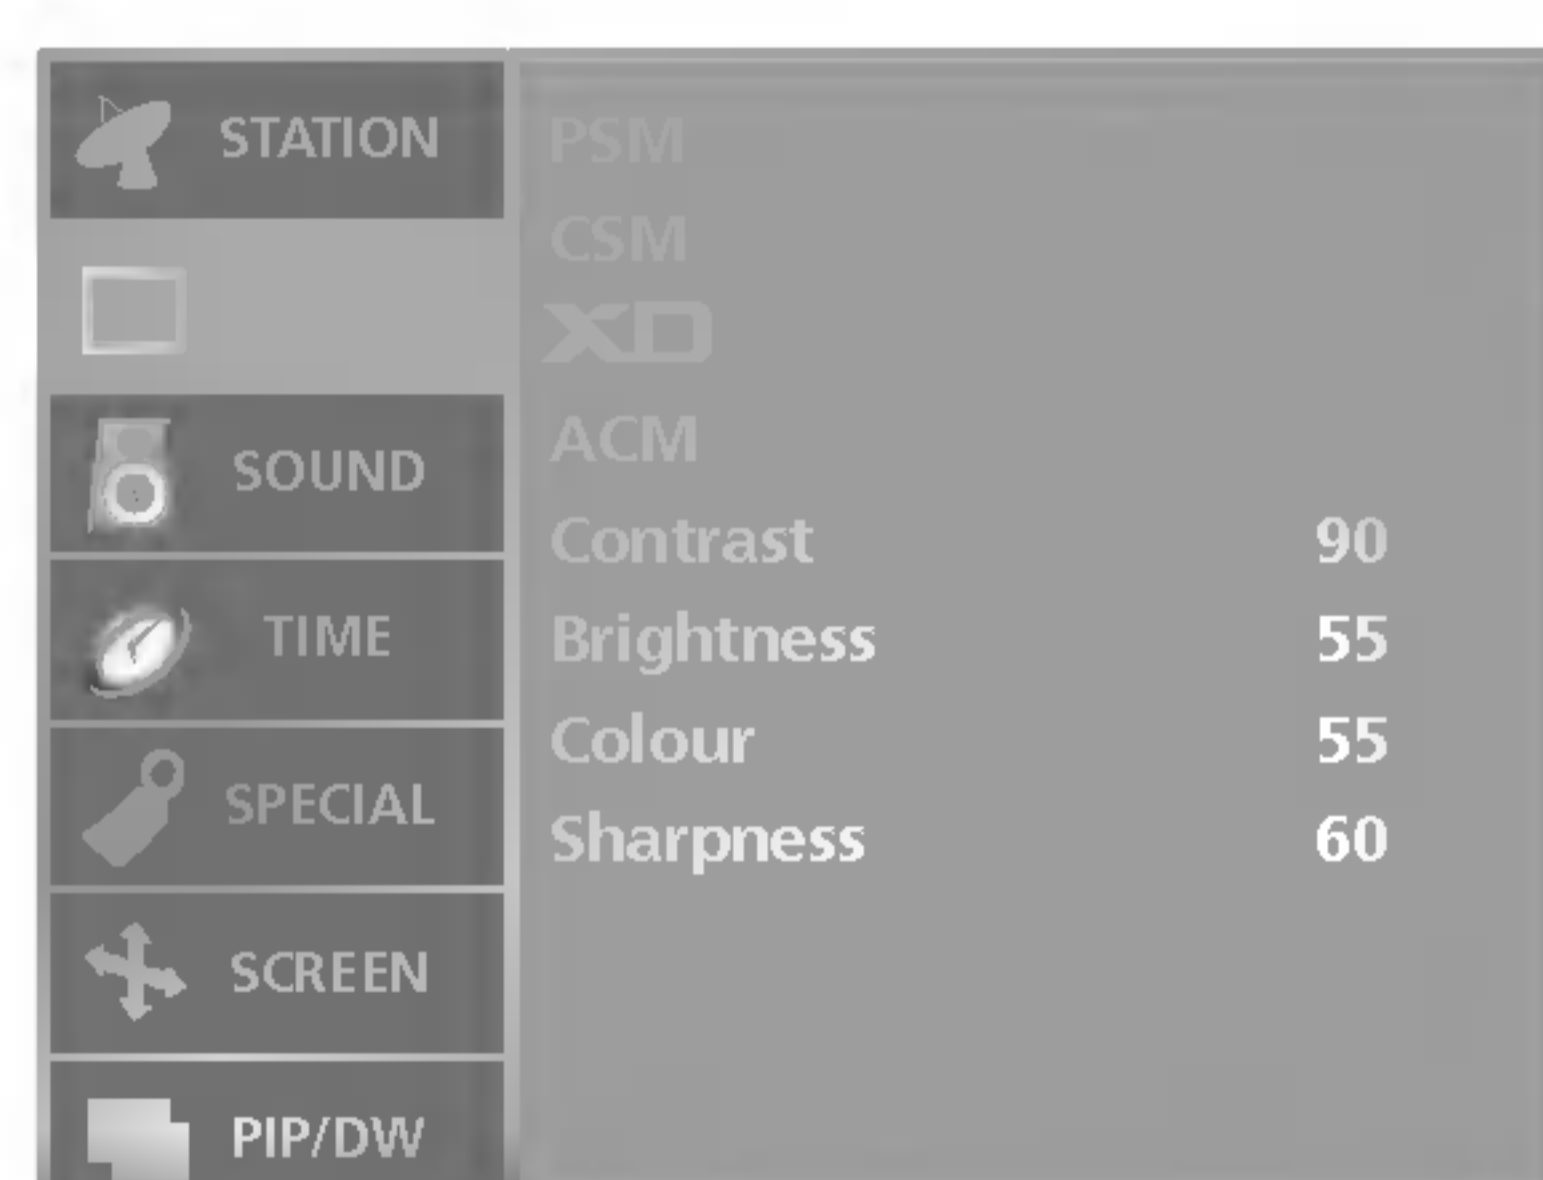 STATION
SOUND
TIME
SPECIAL
SCREEN
PIP/DW
PSM
CSM
XD
ACM
Contrast 90
Brightness 55
Colour 55
Sharpness 60